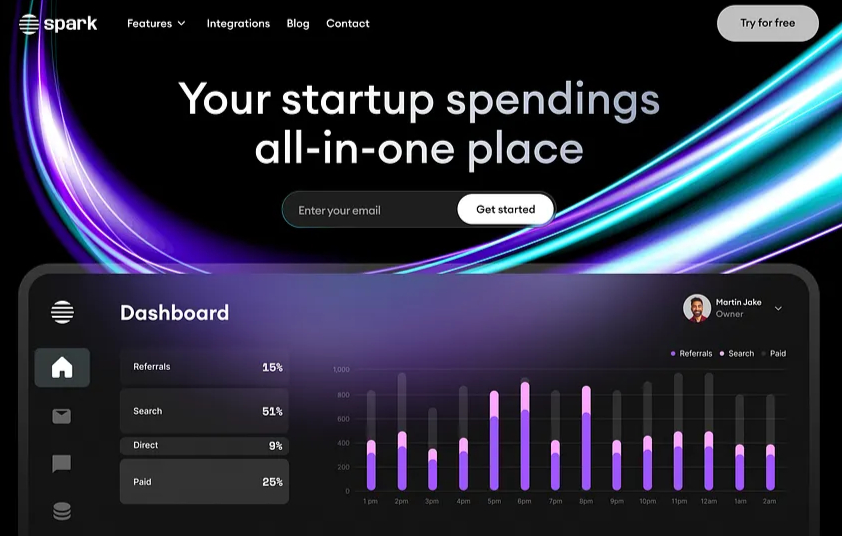 spark
Features
Integrations
Blog
Contact
Try for free
Your startup spendings
all-in-one place
Enter your email
Get started
Dashboard
Martin Jake
Owner
Referrals 15%
Search 51%
Direct 9%
Paid 25%
Referrals Search Paid
1,000
800
600
400
200
0
1 pm 2pm 3pm 4pm 5pm 6pm 7pm 8pm 9pm 10pm 11pm 12am 1am 2am